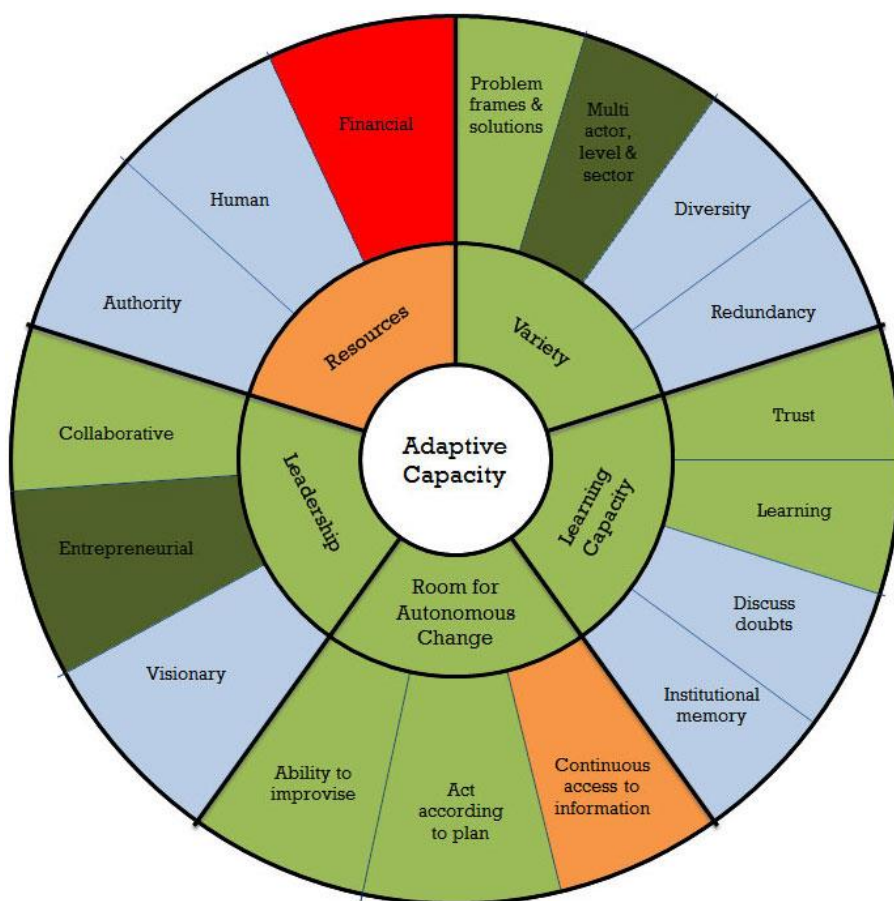 Problem
frames &
solutions
Multi
actor,
level &
sector
Diversity
Redundancy
Trust
Learning
Discuss
doubts
Institutional
memory
Continuous
access to
information
Act
according
to plan
Ability to
improvise
Visionary
Entrepreneurial
Collaborative
Authority
Human
Financial
Resources
Variety
Learning
Capacity
Room for
Autonomous
Change
Leadership
Adaptive
Capacity